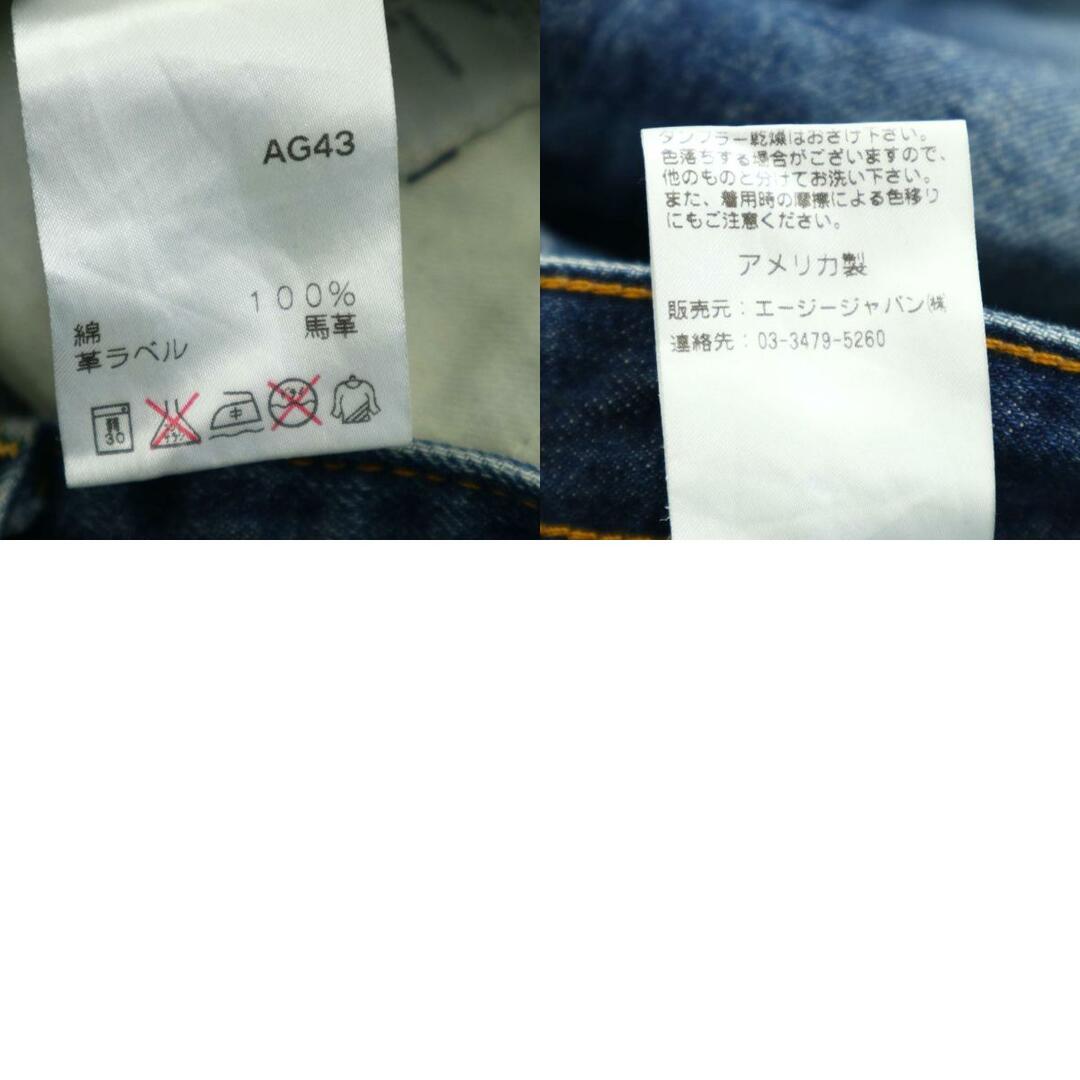 AG43
綿 100%
革ラベル 馬革
弱
30
タンブラー乾燥はおさけ下さい。
色落ちする場合がございますので、
他のものと分けてお洗い下さい。
また、着用時の摩擦による色移り
にもご注意ください。
アメリカ製
販売元：エージージャパン㈱
連絡先：03-3479-5260